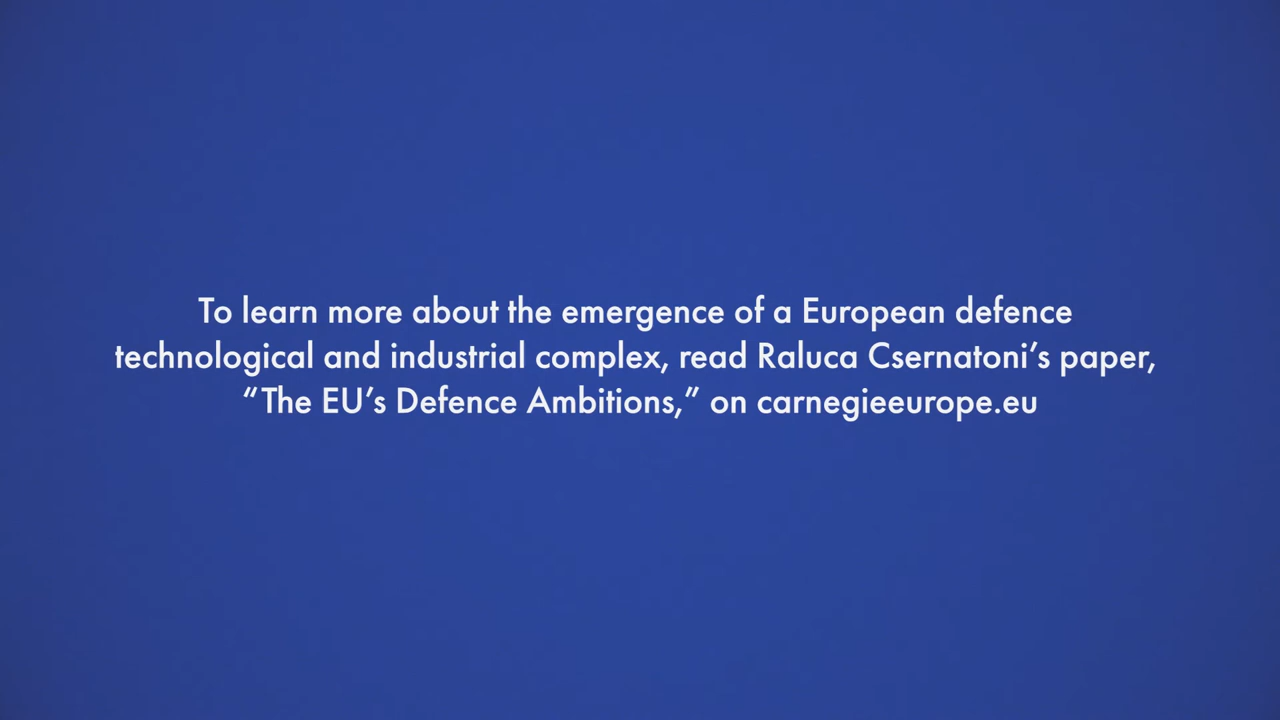 To learn more about the emergence of a European defence
technological and industrial complex, read Raluca Csernatoni’s paper,
“The EU’s Defence Ambitions,” on carnegieeurope.eu